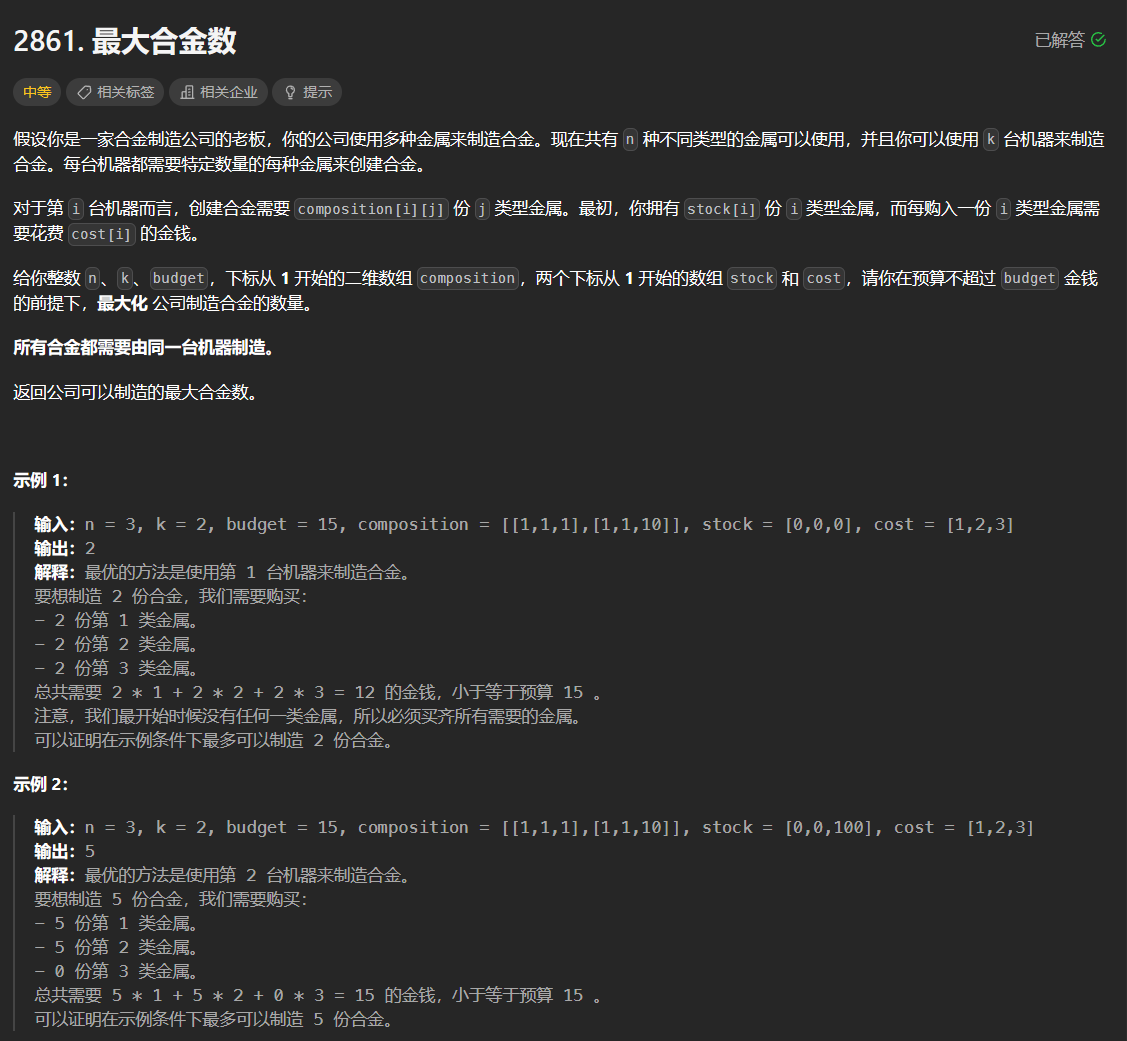 2861. 最大合金数
已解答
中等 相关标签 相关企业 提示
假设你是一家合金制造公司的老板，你的公司使用多种金属来制造合金。现在共有 n 种不同类型的金属可以使用，并且你可以使用 k 台机器来制造
合金。每台机器都需要特定数量的每种金属来创建合金。
对于第 i 台机器而言，创建合金需要 composition[i][j] 份 j 类型金属。最初，你拥有 stock[i] 份 i 类型金属，而每购入一份 i 类型金属需
要花费 cost[i] 的金钱。
给你整数 n、k、budget，下标从 1 开始的二维数组 composition，两个下标从 1 开始的数组 stock 和 cost，请你在预算不超过 budget 金钱
的前提下，最大化 公司制造合金的数量。
所有合金都需要由同一台机器制造。
返回公司可以制造的最大合金数。
示例 1：
输入：n = 3, k = 2, budget = 15, composition = [[1,1,1],[1,1,10]], stock = [0,0,0], cost = [1,2,3]
输出：2
解释：最优的方法是使用第 1 台机器来制造合金。
要想制造 2 份合金，我们需要购买：
- 2 份第 1 类金属。
- 2 份第 2 类金属。
- 2 份第 3 类金属。
总共需要 2 * 1 + 2 * 2 + 2 * 3 = 12 的金钱，小于等于预算 15 。
注意，我们最开始时候没有任何一类金属，所以必须买齐所有需要的金属。
可以证明在示例条件下最多可以制造 2 份合金。
示例 2：
输入：n = 3, k = 2, budget = 15, composition = [[1,1,1],[1,1,10]], stock = [0,0,100], cost = [1,2,3]
输出：5
解释：最优的方法是使用第 2 台机器来制造合金。
要想制造 5 份合金，我们需要购买：
- 5 份第 1 类金属。
- 5 份第 2 类金属。
- 0 份第 3 类金属。
总共需要 5 * 1 + 5 * 2 + 0 * 3 = 15 的金钱，小于等于预算 15 。
可以证明在示例条件下最多可以制造 5 份合金。